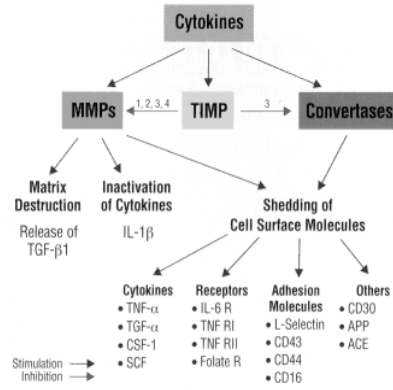 Cytokines
MMPs
1, 2, 3, 4
TIMP
3
Convertases
Matrix
Destruction
Release of
TGF-β1
Inactivation
of Cytokines
IL-1β
Shedding of
Cell Surface Molecules
Cytokines
• TNF-α
• TGF-α
• CSF-1
• SCF
Receptors
• IL-6 R
• TNF RI
• TNF RII
• Folate R
Adhesion
Molecules
• L-Selectin
• CD43
• CD44
• CD16
Others
• CD30
• APP
• ACE
Stimulation
Inhibition